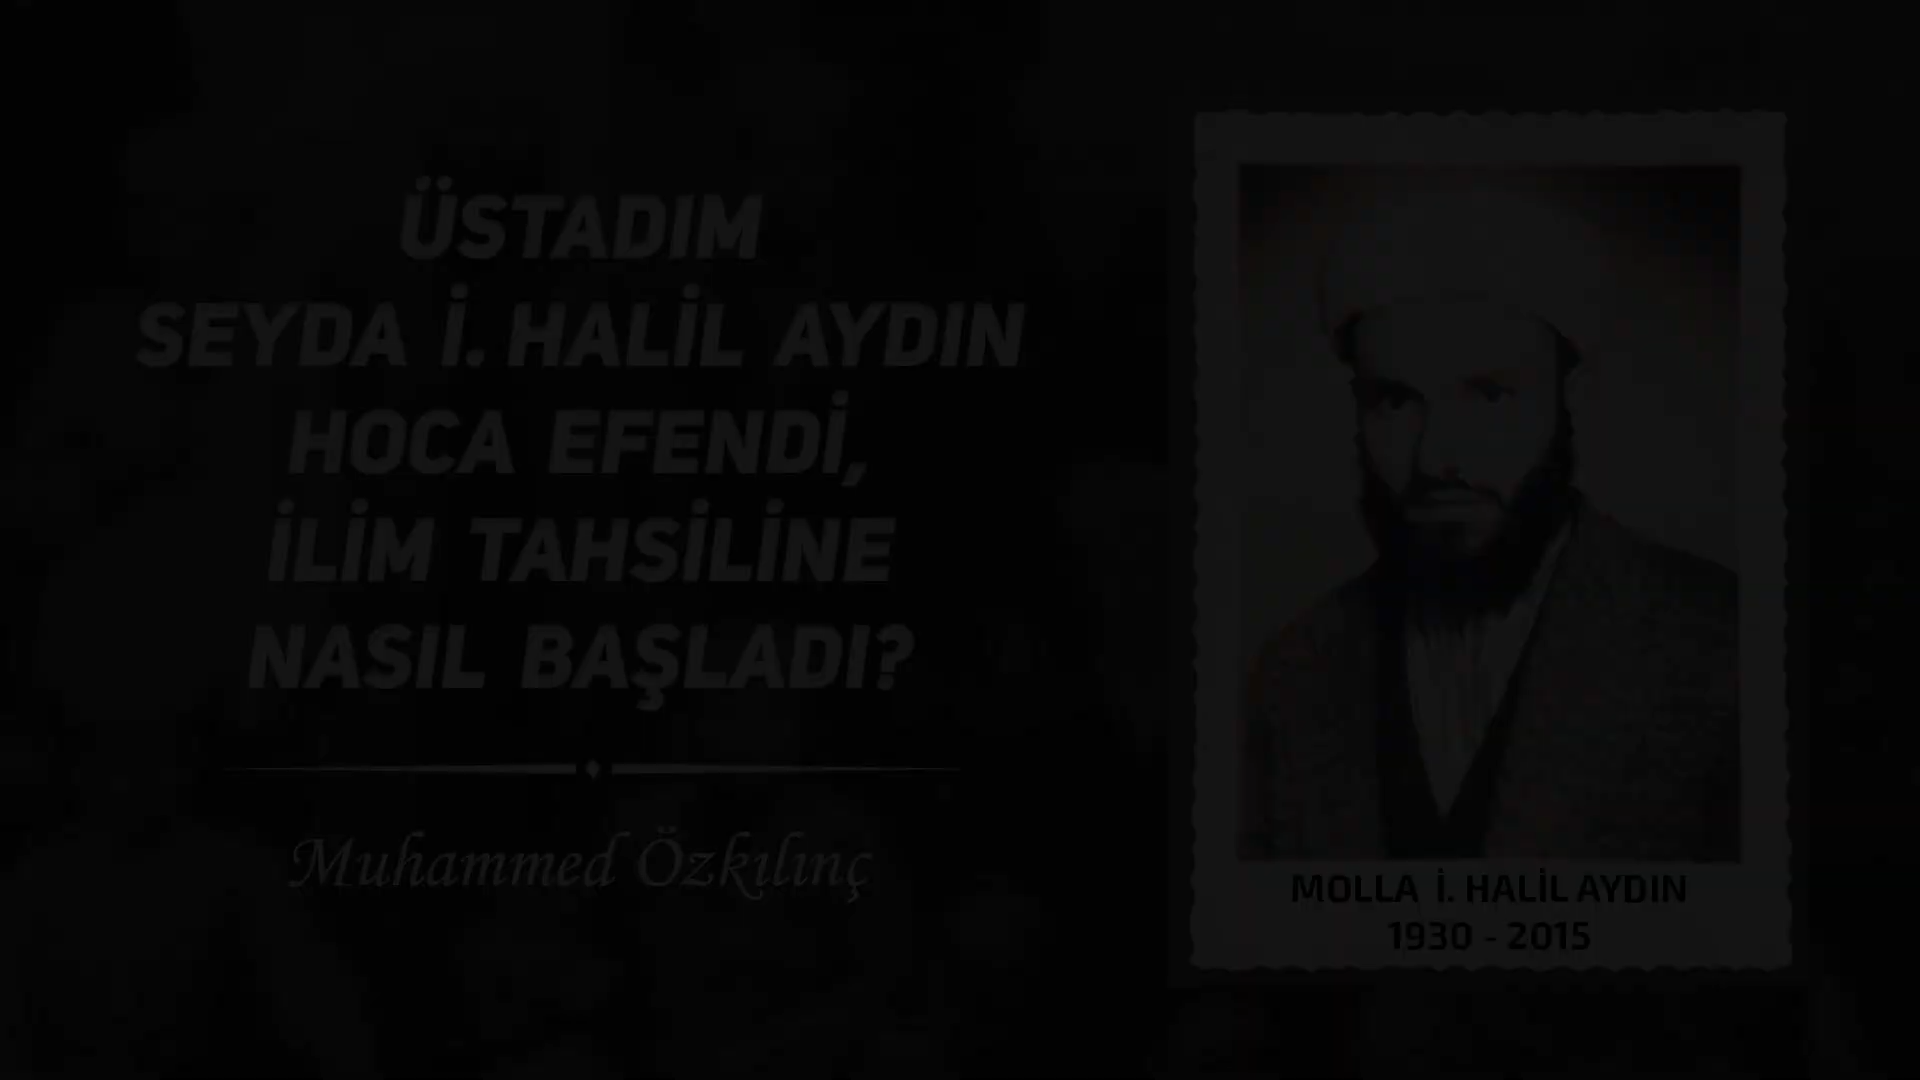 ÜSTADIM
SEYDA İ. HALİL AYDIN
HOCA EFENDİ,
İLİM TAHSİLİNE
NASIL BAŞLADI?
Muhammed Özkılınç
MOLLA İ. HALİL AYDIN
1930 - 2015